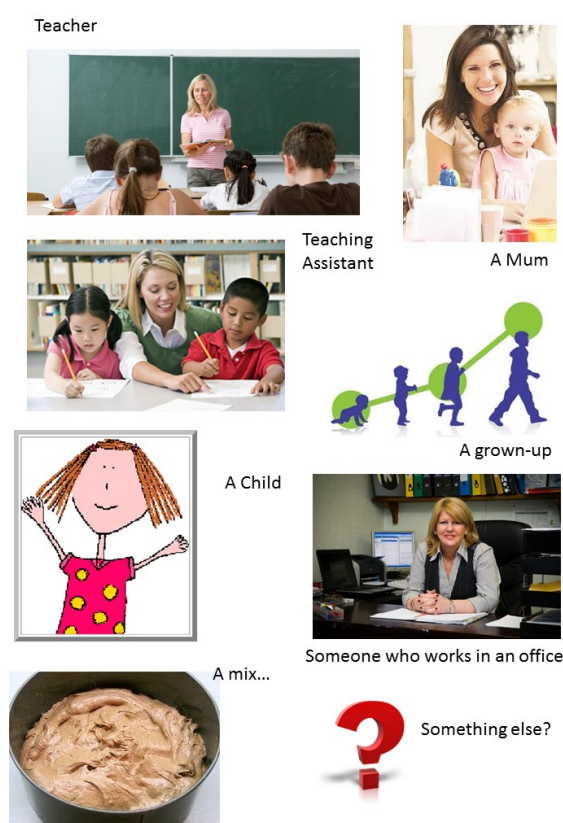 Teacher
Teaching
Assistant
A Mum
A grown-up
A Child
Someone who works in an office
A mix...
Something else?